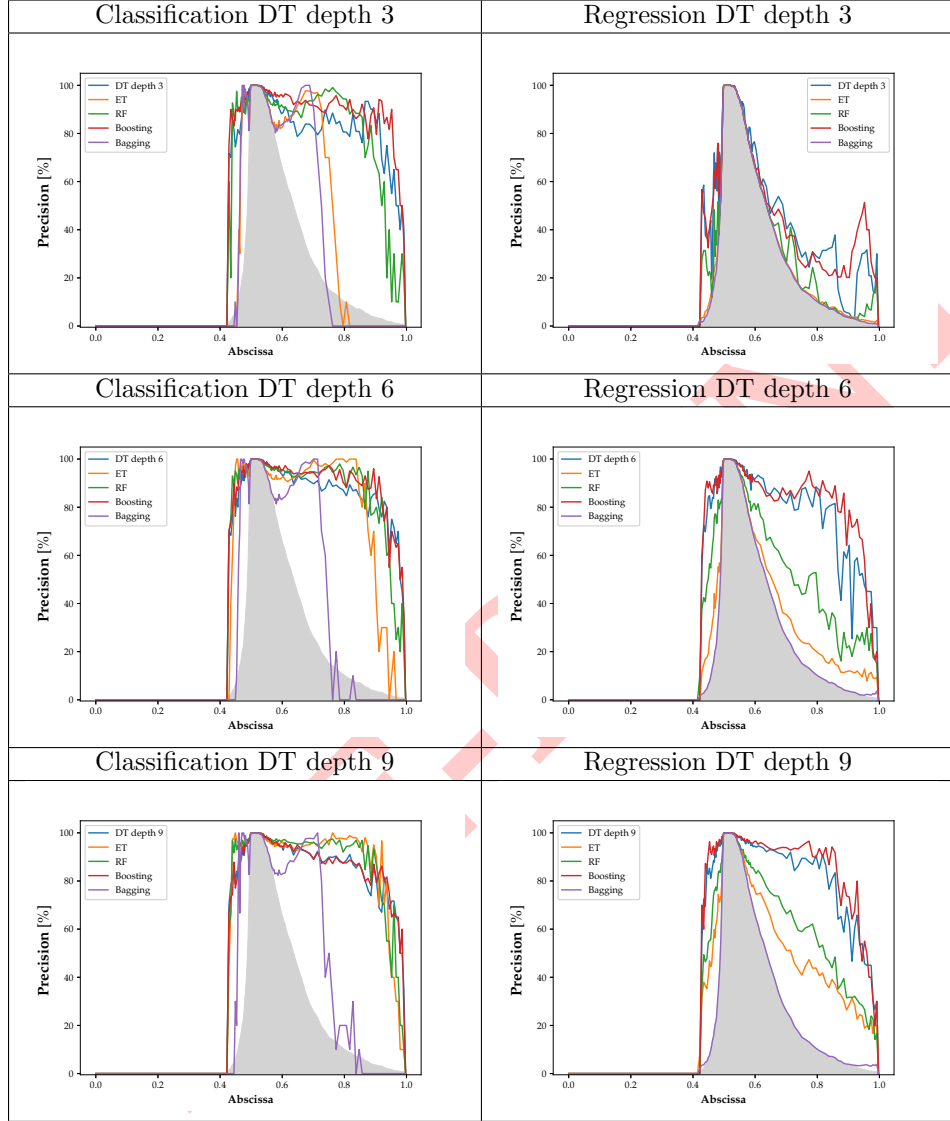 Classification DT depth 3
Regression DT depth 3
Precision [%]
100
80
60
40
20
0
DT depth 3
ET
RF
Boosting
Bagging
0.0 0.2 0.4 0.6 0.8 1.0
Abscissa
Precision [%]
100
80
60
40
20
0
DT depth 3
ET
RF
Boosting
Bagging
0.0 0.2 0.4 0.6 0.8 1.0
Abscissa
Classification DT depth 6
Regression DT depth 6
Precision [%]
100
80
60
40
20
0
DT depth 6
ET
RF
Boosting
Bagging
0.0 0.2 0.4 0.6 0.8 1.0
Abscissa
Precision [%]
100
80
60
40
20
0
DT depth 6
ET
RF
Boosting
Bagging
0.0 0.2 0.4 0.6 0.8 1.0
Abscissa
Classification DT depth 9
Regression DT depth 9
Precision [%]
100
80
60
40
20
0
DT depth 9
ET
RF
Boosting
Bagging
0.0 0.2 0.4 0.6 0.8 1.0
Abscissa
Precision [%]
100
80
60
40
20
0
DT depth 9
ET
RF
Boosting
Bagging
0.0 0.2 0.4 0.6 0.8 1.0
Abscissa